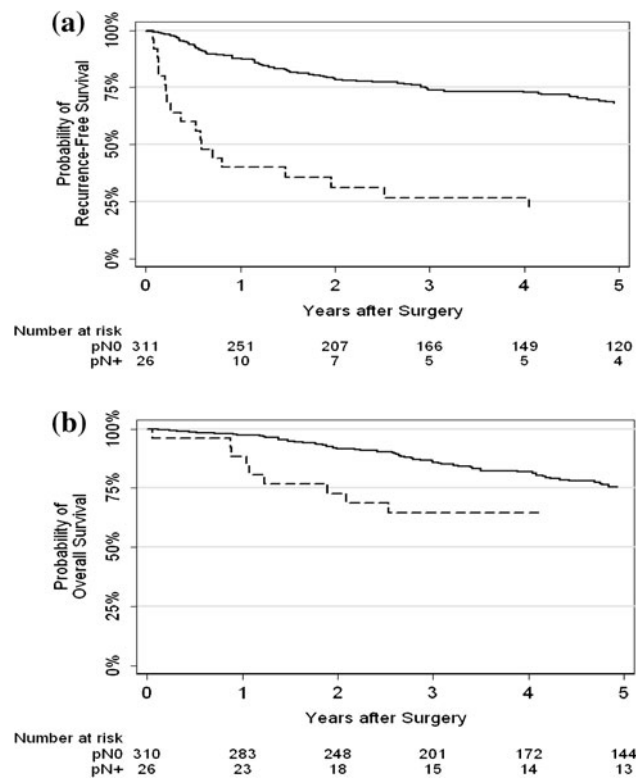 (a)
100%
75%
50%
25%
0%
Probability of
Recurrence-Free Survival
0 1 2 3 4 5
Years after Surgery
Number at risk
pN0 311 251 207 166 149 120
pN+ 26 10 7 5 5 4
(b)
100%
75%
50%
25%
0%
Probability of
Overall Survival
0 1 2 3 4 5
Years after Surgery
Number at risk
pN0 310 283 248 201 172 144
pN+ 26 23 18 15 14 13